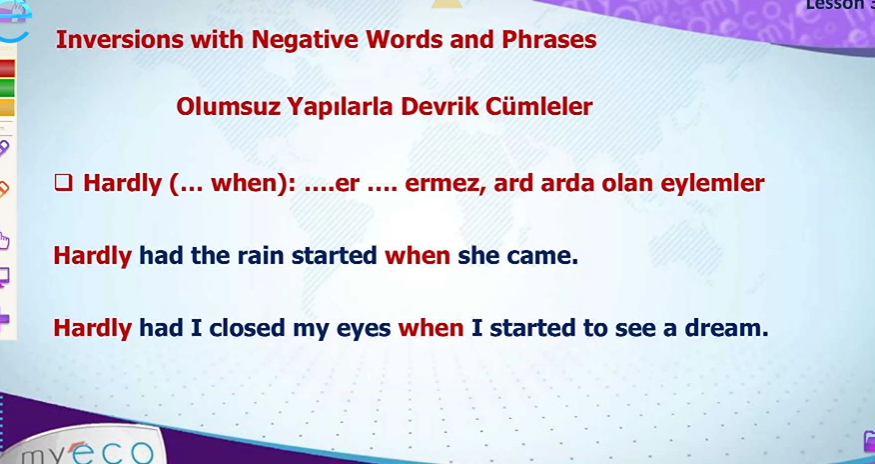 Lesson 3
Inversions with Negative Words and Phrases
Olumsuz Yapılarla Devrik Cümleler
❑ Hardly (... when): ....er .... ermez, ard arda olan eylemler
Hardly had the rain started when she came.
Hardly had I closed my eyes when I started to see a dream.
myeco